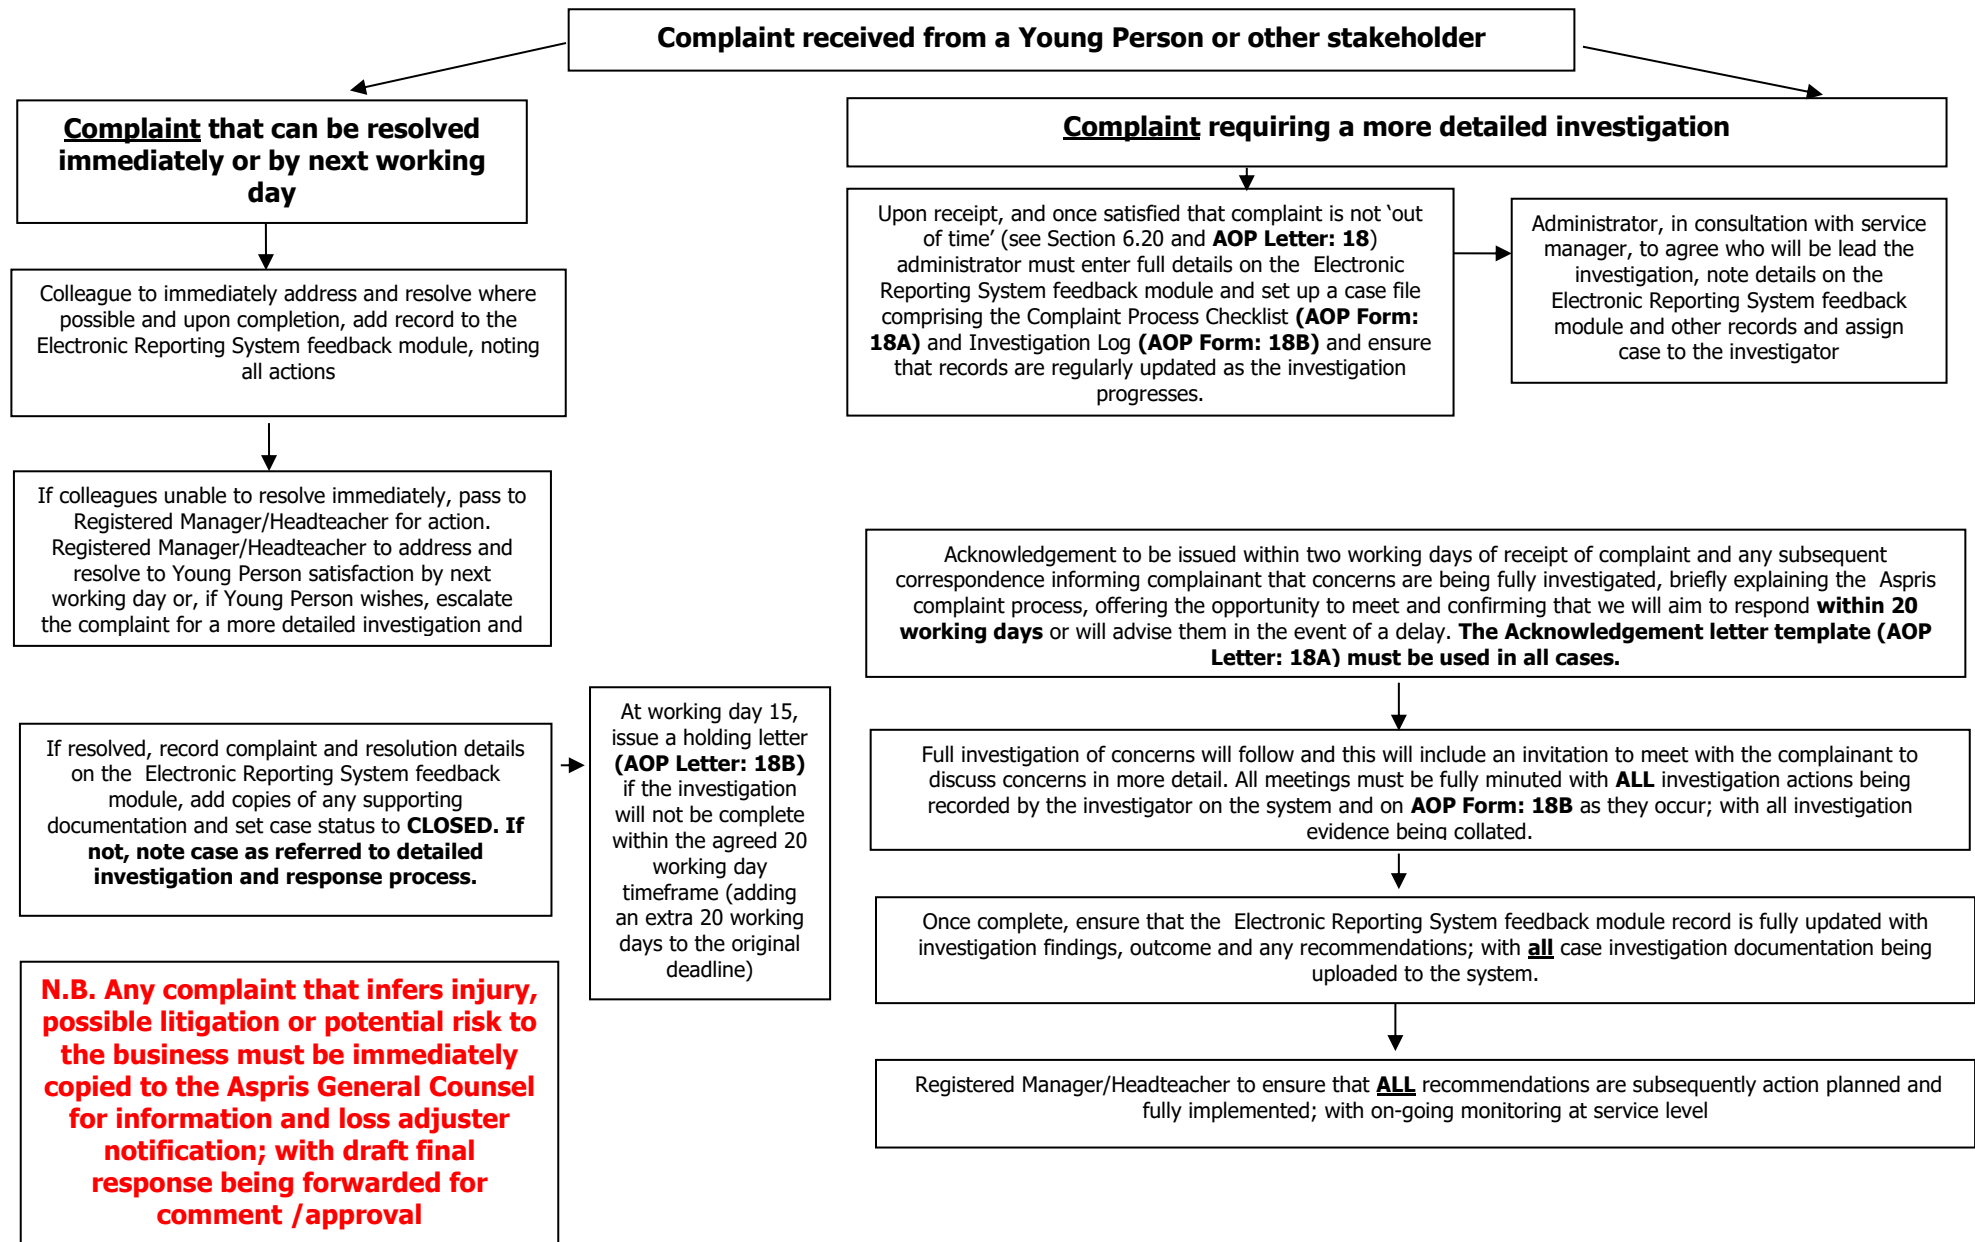 Complaint received from a Young Person or other stakeholder
Complaint that can be resolved
immediately or by next working
day
Colleague to immediately address and resolve where
possible and upon completion, add record to the
Electronic Reporting System feedback module, noting
all actions
If colleagues unable to resolve immediately, pass to
Registered Manager/Headteacher for action.
Registered Manager/Headteacher to address and
resolve to Young Person satisfaction by next
working day or, if Young Person wishes, escalate
the complaint for a more detailed investigation and
If resolved, record complaint and resolution details
on the Electronic Reporting System feedback
module, add copies of any supporting
documentation and set case status to CLOSED. If
not, note case as referred to detailed
investigation and response process.
N.B. Any complaint that infers injury,
possible litigation or potential risk to
the business must be immediately
copied to the Aspris General Counsel
for information and loss adjuster
notification; with draft final
response being forwarded for
comment /approval
At working day 15,
issue a holding letter
(AOP Letter: 18B)
if the investigation
will not be complete
within the agreed 20
working day
timeframe (adding
an extra 20 working
days to the original
deadline)
Complaint requiring a more detailed investigation
Upon receipt, and once satisfied that complaint is not ‘out
of time’ (see Section 6.20 and AOP Letter: 18)
administrator must enter full details on the Electronic
Reporting System feedback module and set up a case file
comprising the Complaint Process Checklist (AOP Form:
18A) and Investigation Log (AOP Form: 18B) and ensure
that records are regularly updated as the investigation
progresses.
Administrator, in consultation with service
manager, to agree who will be lead the
investigation, note details on the
Electronic Reporting System feedback
module and other records and assign
case to the investigator
Acknowledgement to be issued within two working days of receipt of complaint and any subsequent
correspondence informing complainant that concerns are being fully investigated, briefly explaining the Aspris
complaint process, offering the opportunity to meet and confirming that we will aim to respond within 20
working days or will advise them in the event of a delay. The Acknowledgement letter template (AOP
Letter: 18A) must be used in all cases.
Full investigation of concerns will follow and this will include an invitation to meet with the complainant to
discuss concerns in more detail. All meetings must be fully minuted with ALL investigation actions being
recorded by the investigator on the system and on AOP Form: 18B as they occur; with all investigation
evidence being collated.
Once complete, ensure that the Electronic Reporting System feedback module record is fully updated with
investigation findings, outcome and any recommendations; with all case investigation documentation being
uploaded to the system.
Registered Manager/Headteacher to ensure that ALL recommendations are subsequently action planned and
fully implemented; with on-going monitoring at service level